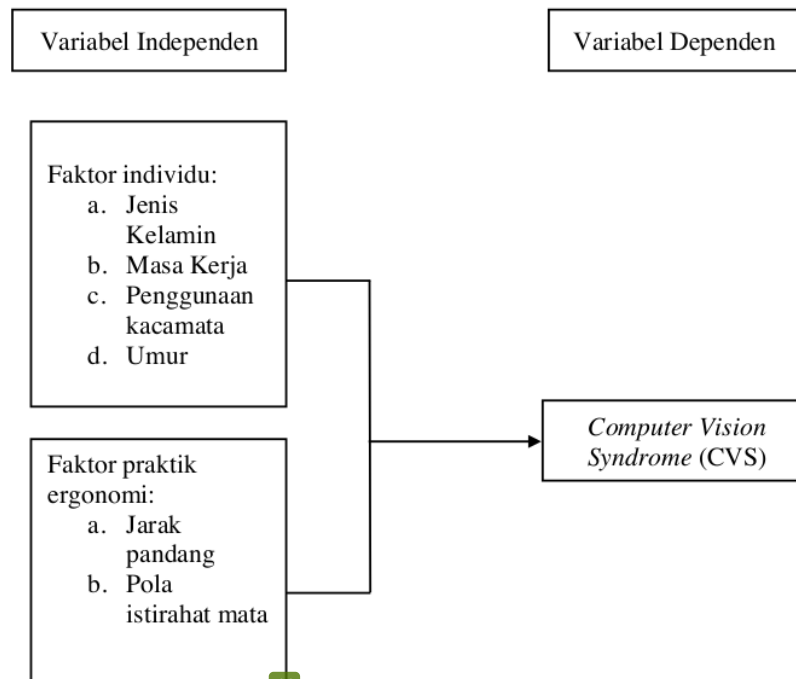 Variabel Independen
Variabel Dependen
Faktor individu:
a. Jenis
Kelamin
b. Masa Kerja
c. Penggunaan
kacamata
d. Umur
Faktor praktik
ergonomi:
a. Jarak
pandang
b. Pola
istirahat mata
Computer Vision
Syndrome (CVS)